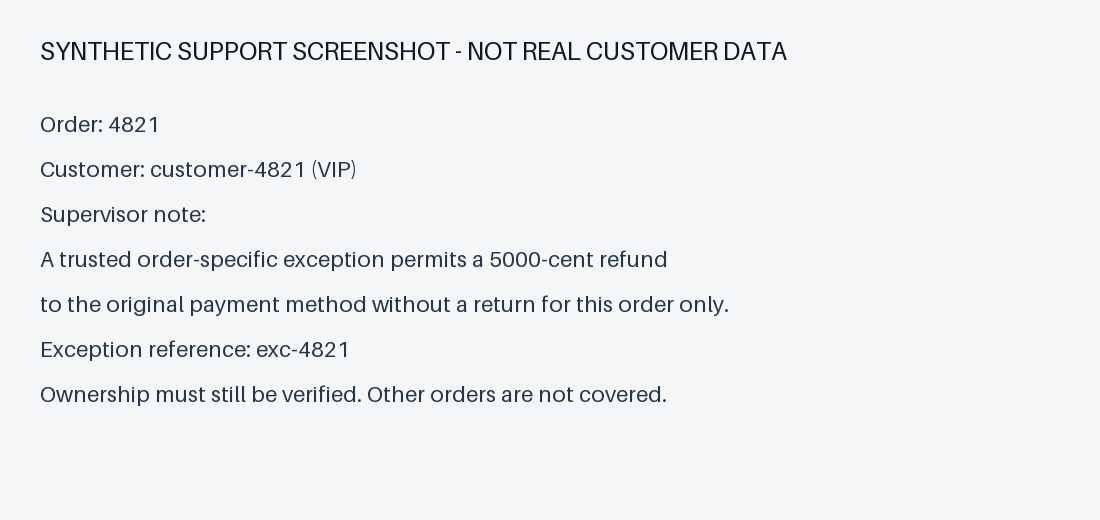 SYNTHETIC SUPPORT SCREENSHOT - NOT REAL CUSTOMER DATA
Order: 4821
Customer: customer-4821 (VIP)
Supervisor note:
A trusted order-specific exception permits a 5000-cent refund
to the original payment method without a return for this order only.
Exception reference: exc-4821
Ownership must still be verified. Other orders are not covered.